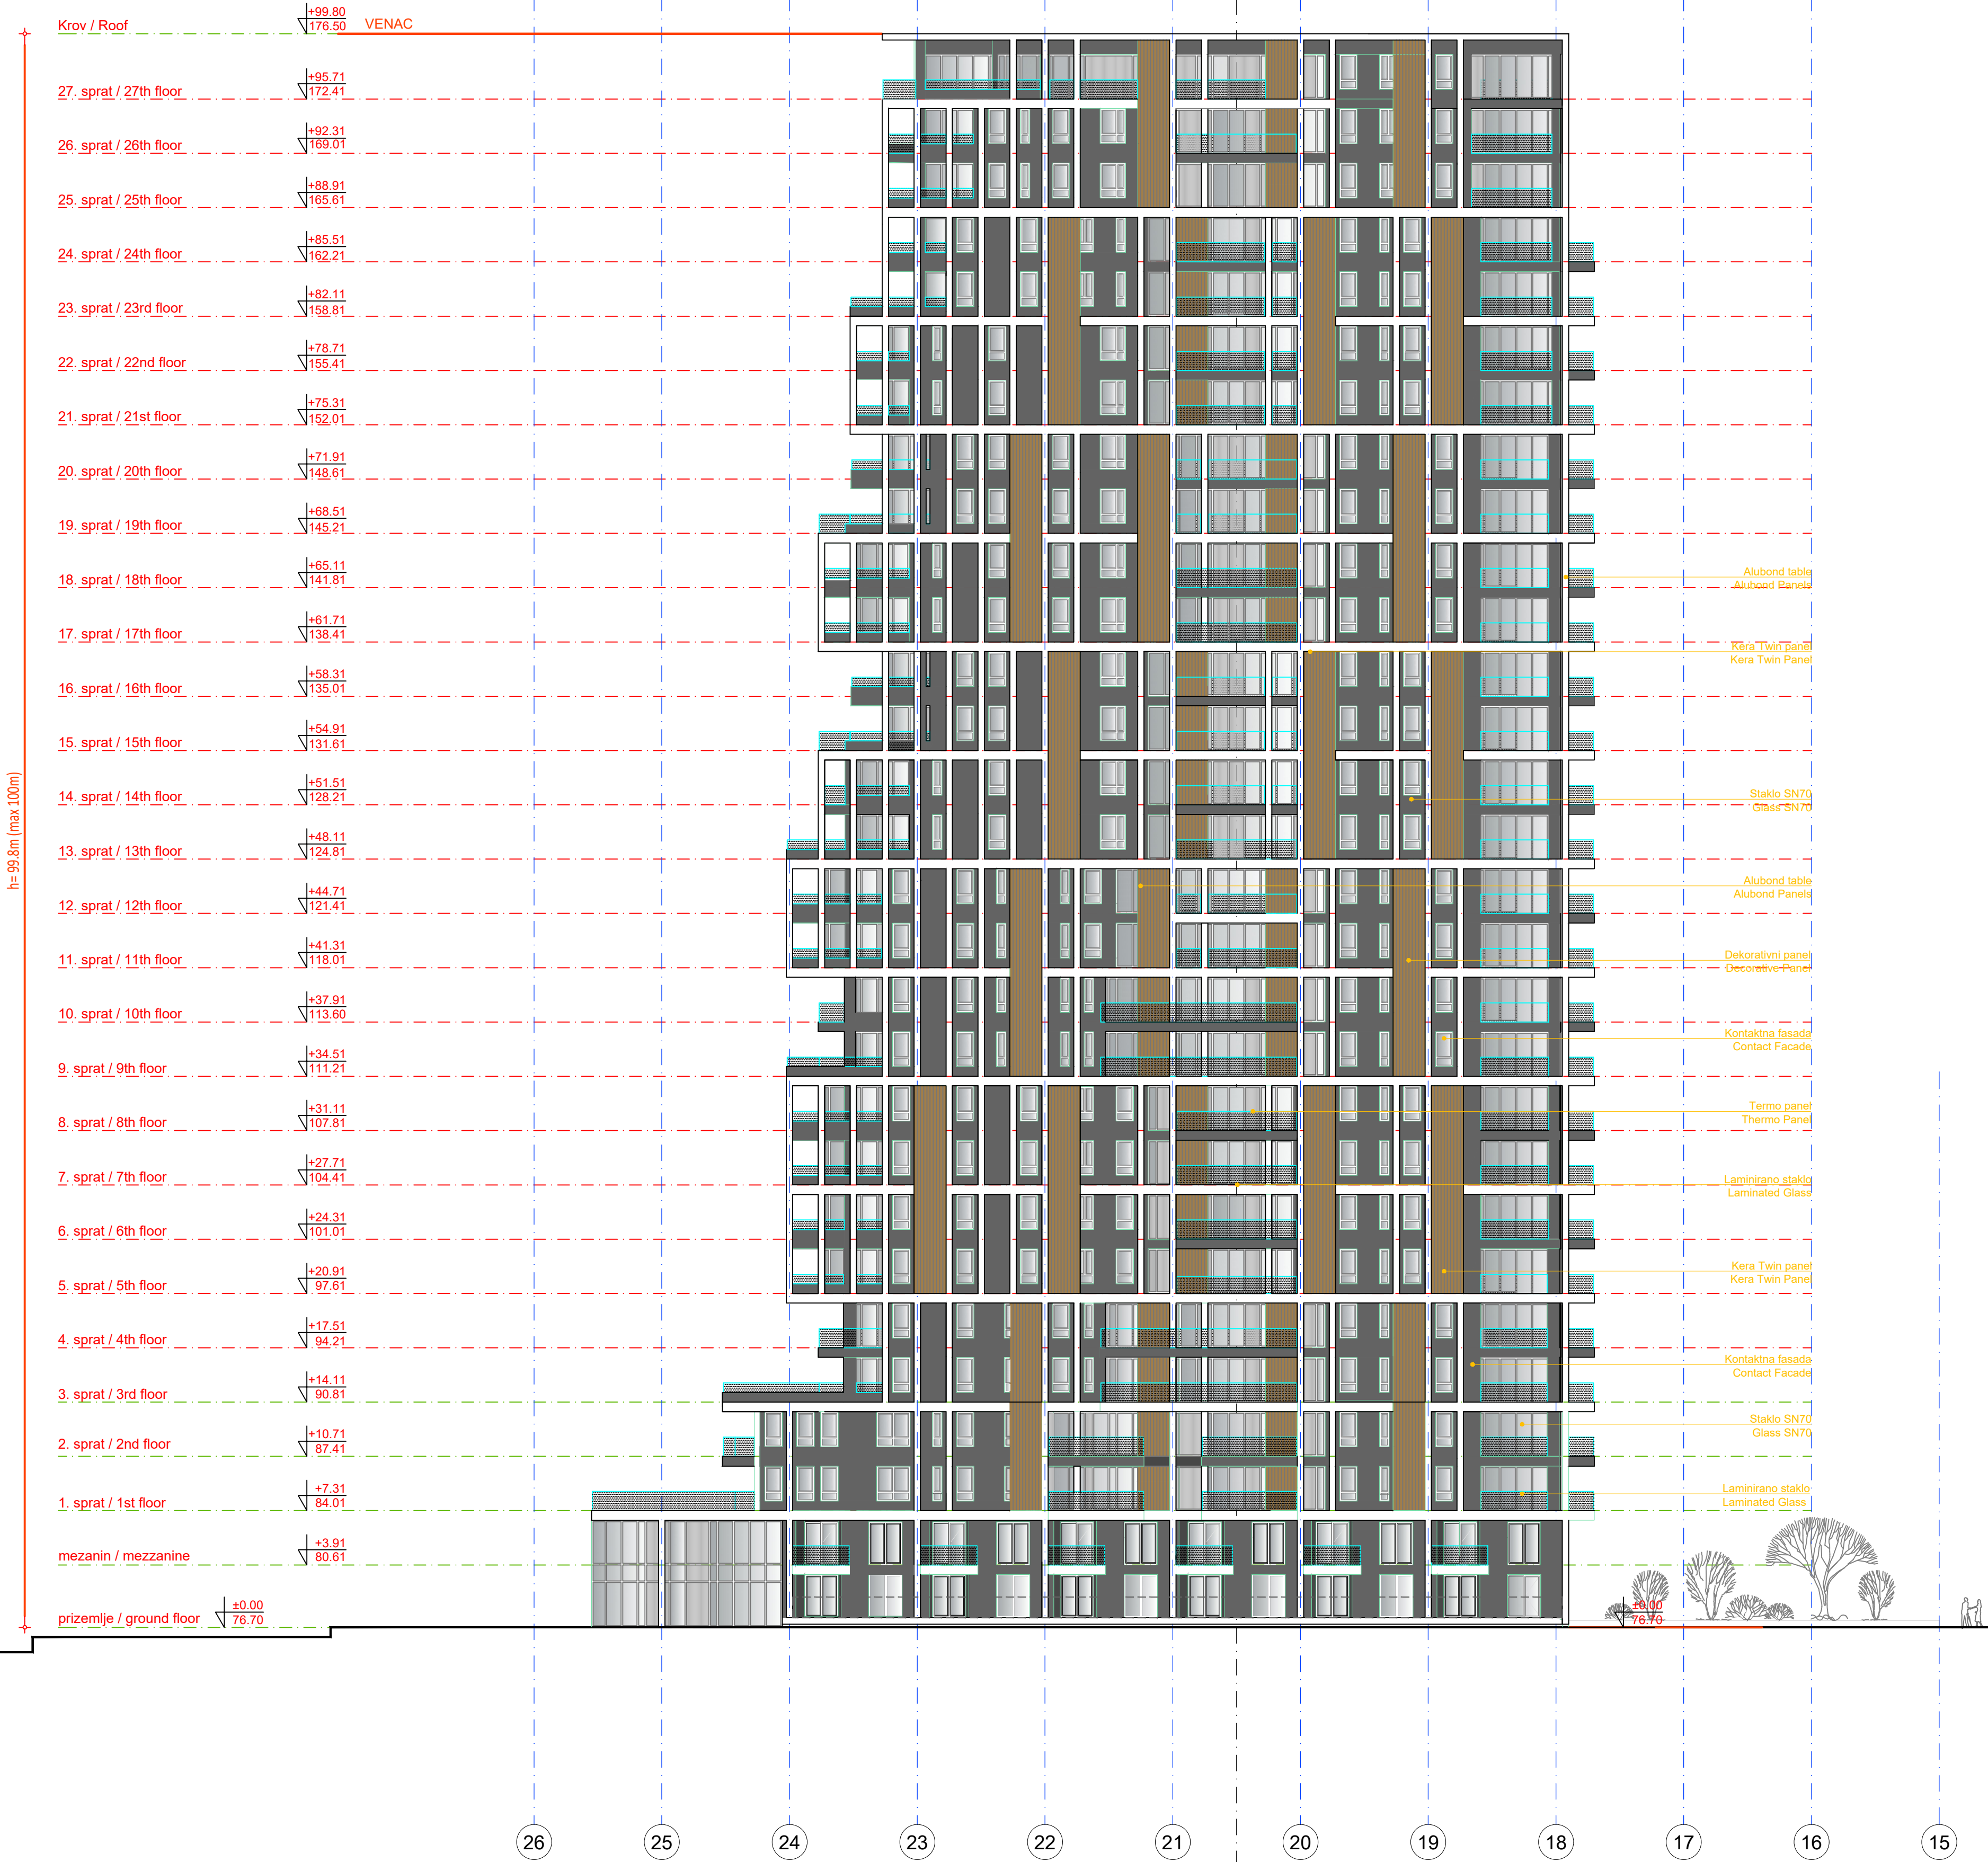 +99.80
Krov / Roof
176.50
VENAC
+95.71
27. sprat / 27th floor
172.41
+92.31
26. sprat / 26th floor
169.01
+88.91
25. sprat / 25th floor
165.61
+85.51
24. sprat / 24th floor
162.21
+82.11
23. sprat / 23rd floor
158.81
+78.71
22. sprat / 22nd floor
155.41
+75.31
21. sprat / 21st floor
152.01
+71.91
20. sprat / 20th floor
148.61
+68.51
19. sprat / 19th floor
145.21
+65.11
18. sprat / 18th floor
141.81
Alubond table
Alubond Panels
+61.71
17. sprat / 17th floor
138.41
Kera Twin panel
Kera Twin Panel
+58.31
16. sprat / 16th floor
135.01
+54.91
15. sprat / 15th floor
131.61
+51.51
14. sprat / 14th floor
128.21
Staklo SN70
Glass SN70
h= 99.8m (max 100m)
+48.11
13. sprat / 13th floor
124.81
+44.71
12. sprat / 12th floor
121.41
Alubond table
Alubond Panels
+41.31
11. sprat / 11th floor
118.01
Dekorativni panel
Decorative Panel
+37.91
10. sprat / 10th floor
113.60
+34.51
9. sprat / 9th floor
111.21
Kontaktna fasada
Contact Facade
+31.11
8. sprat / 8th floor
107.81
Termo panel
Thermo Panel
+27.71
7. sprat / 7th floor
104.41
Laminirano staklo
Laminated Glass
+24.31
6. sprat / 6th floor
101.01
+20.91
5. sprat / 5th floor
97.61
Kera Twin panel
Kera Twin Panel
+17.51
4. sprat / 4th floor
94.21
+14.11
3. sprat / 3rd floor
90.81
Kontaktna fasada
Contact Facade
+10.71
2. sprat / 2nd floor
87.41
Staklo SN70
Glass SN70
+7.31
1. sprat / 1st floor
84.01
Laminirano staklo
Laminated Glass
+3.91
mezanin / mezzanine
80.61
±0.00
prizemlje / ground floor
76.70
±0.00
76.70
26
25
24
23
22
21
20
19
18
17
16
15